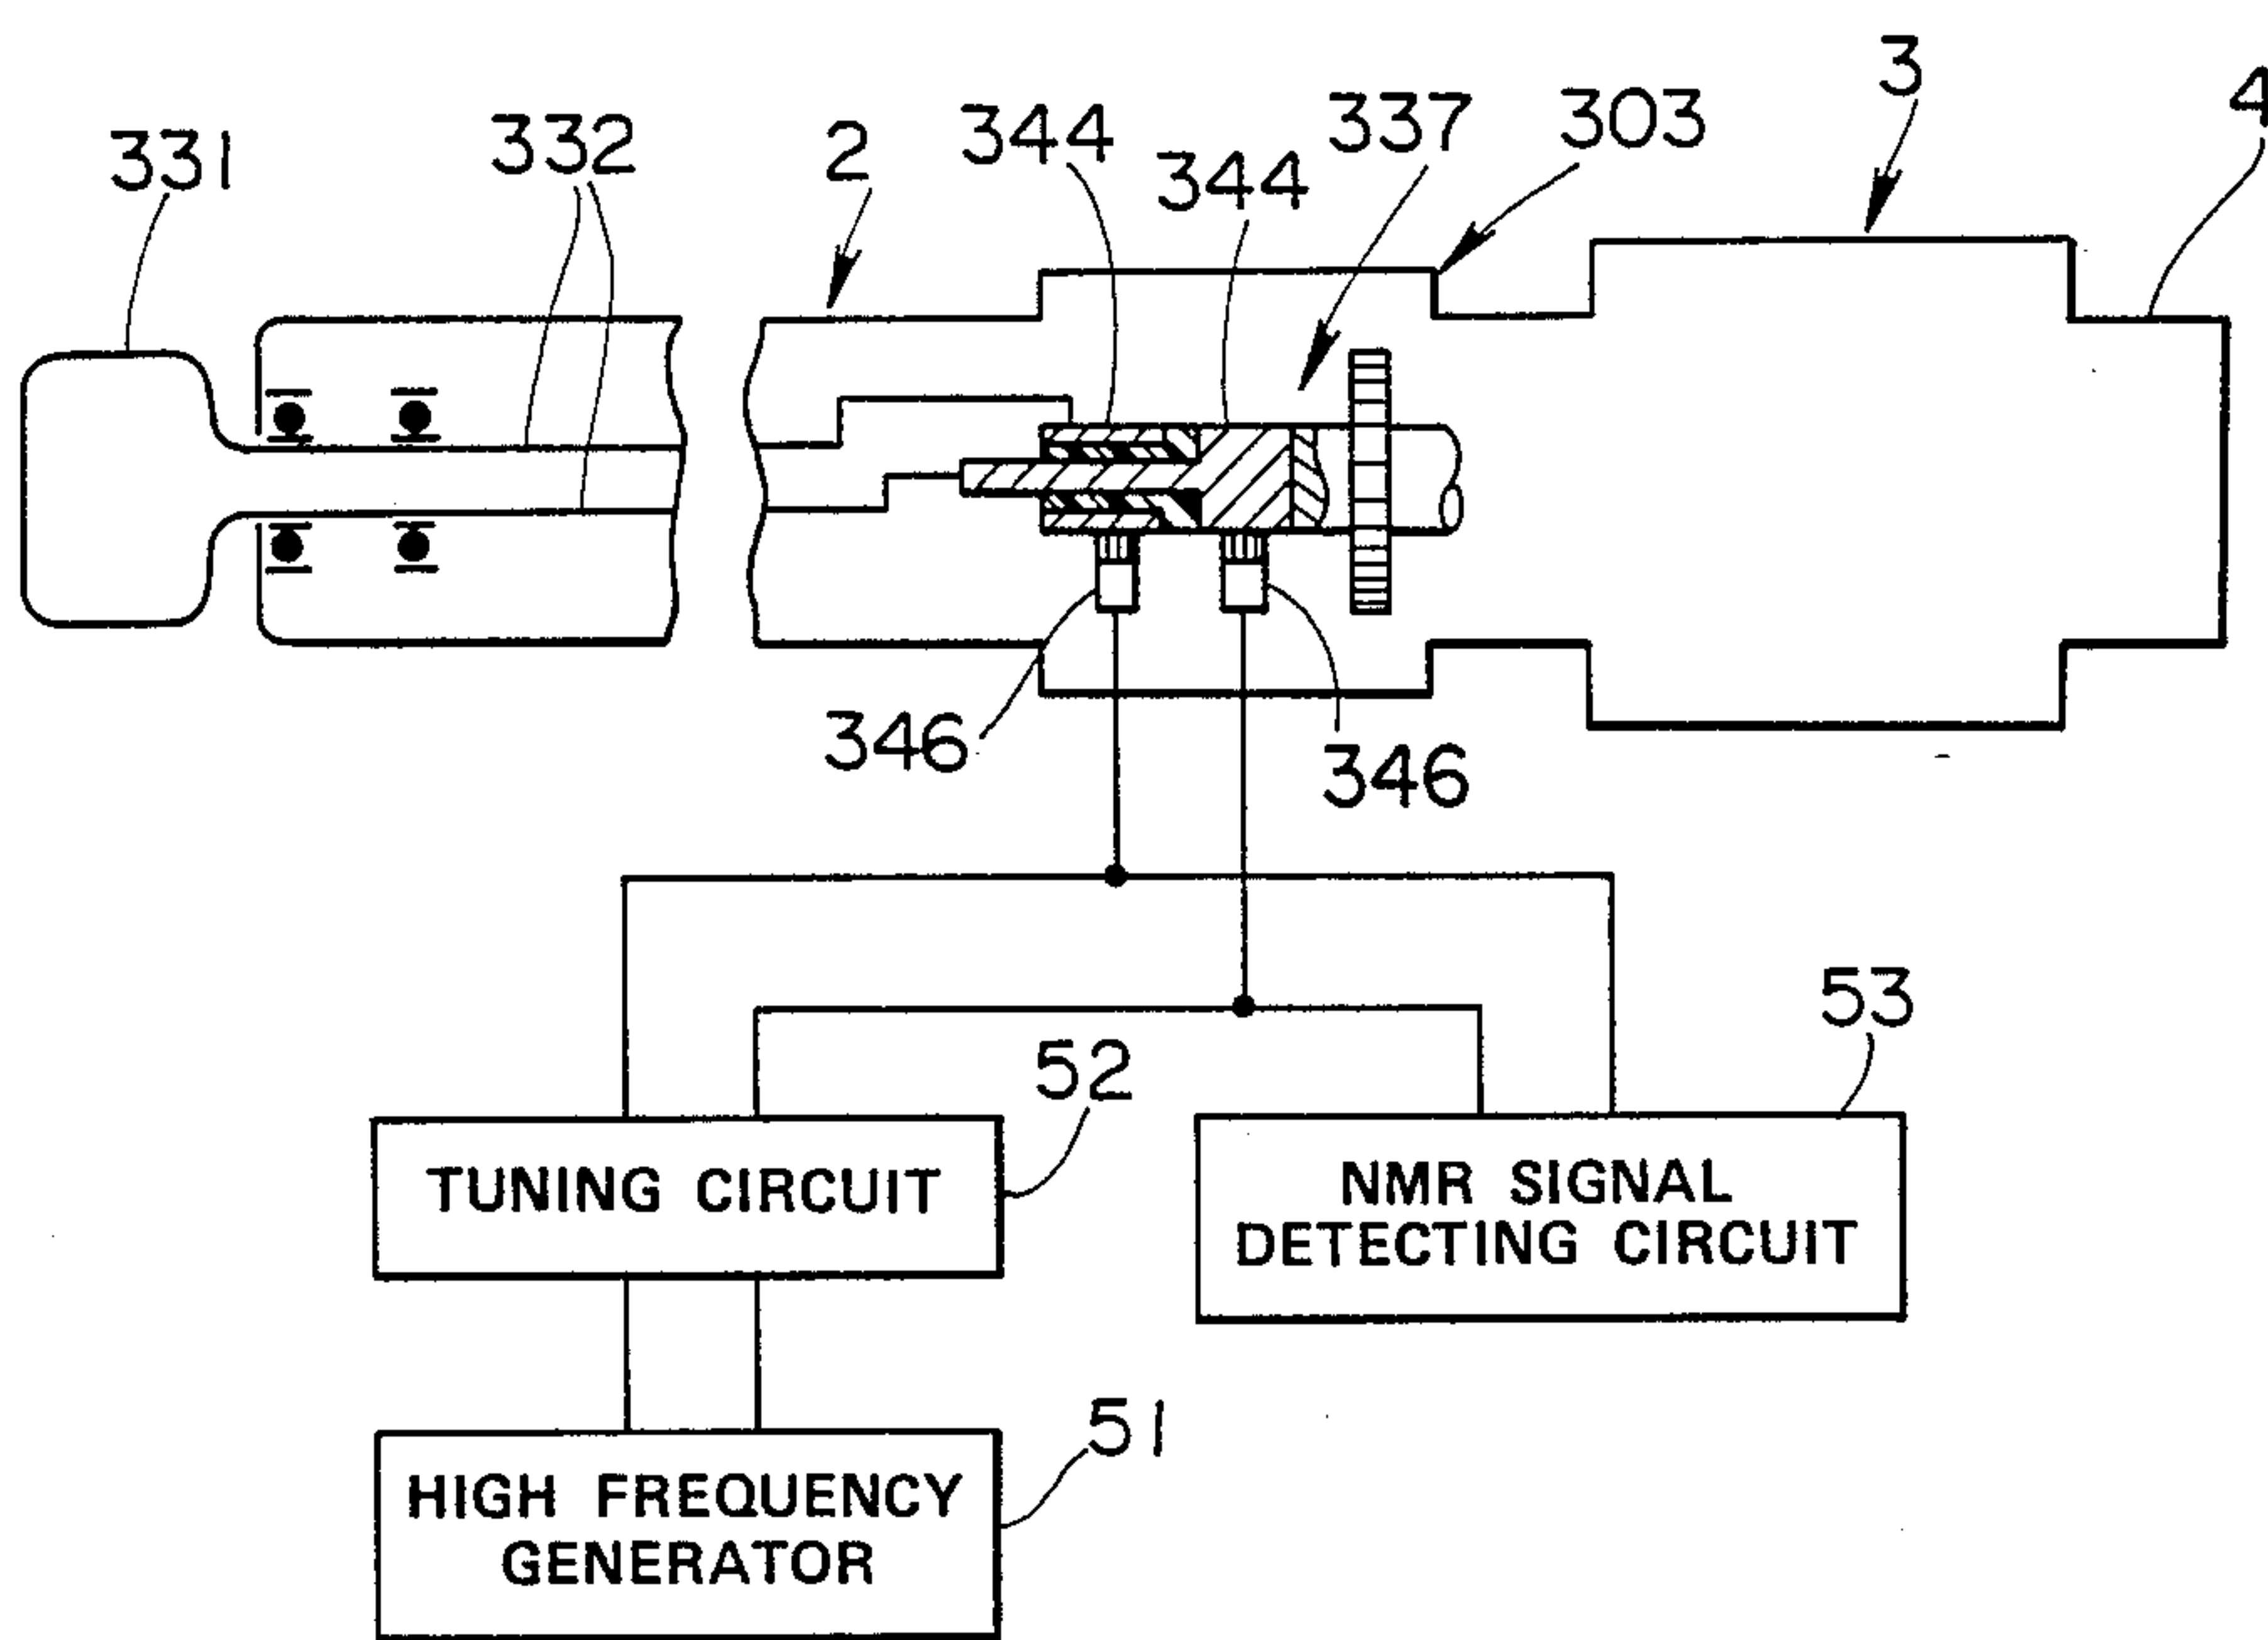 3
4
331
332
2
344
337
303
344
346
346
53
52
TUNING CIRCUIT
NMR SIGNAL
DETECTING CIRCUIT
51
HIGH FREQUENCY
GENERATOR